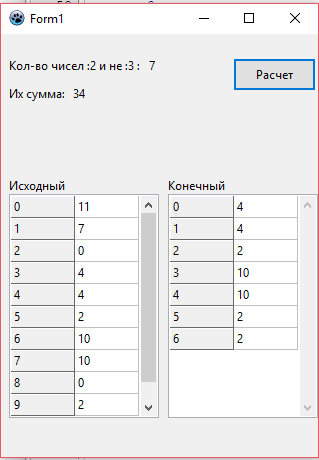 Form1
Кол-во чисел :2 и не :3 : 7
Расчет
Их сумма: 34
Исходный
Конечный
0 11
1 7
2 0
3 4
4 4
5 2
6 10
7 10
8 0
9 2
0 4
1 4
2 2
3 10
4 10
5 2
6 2